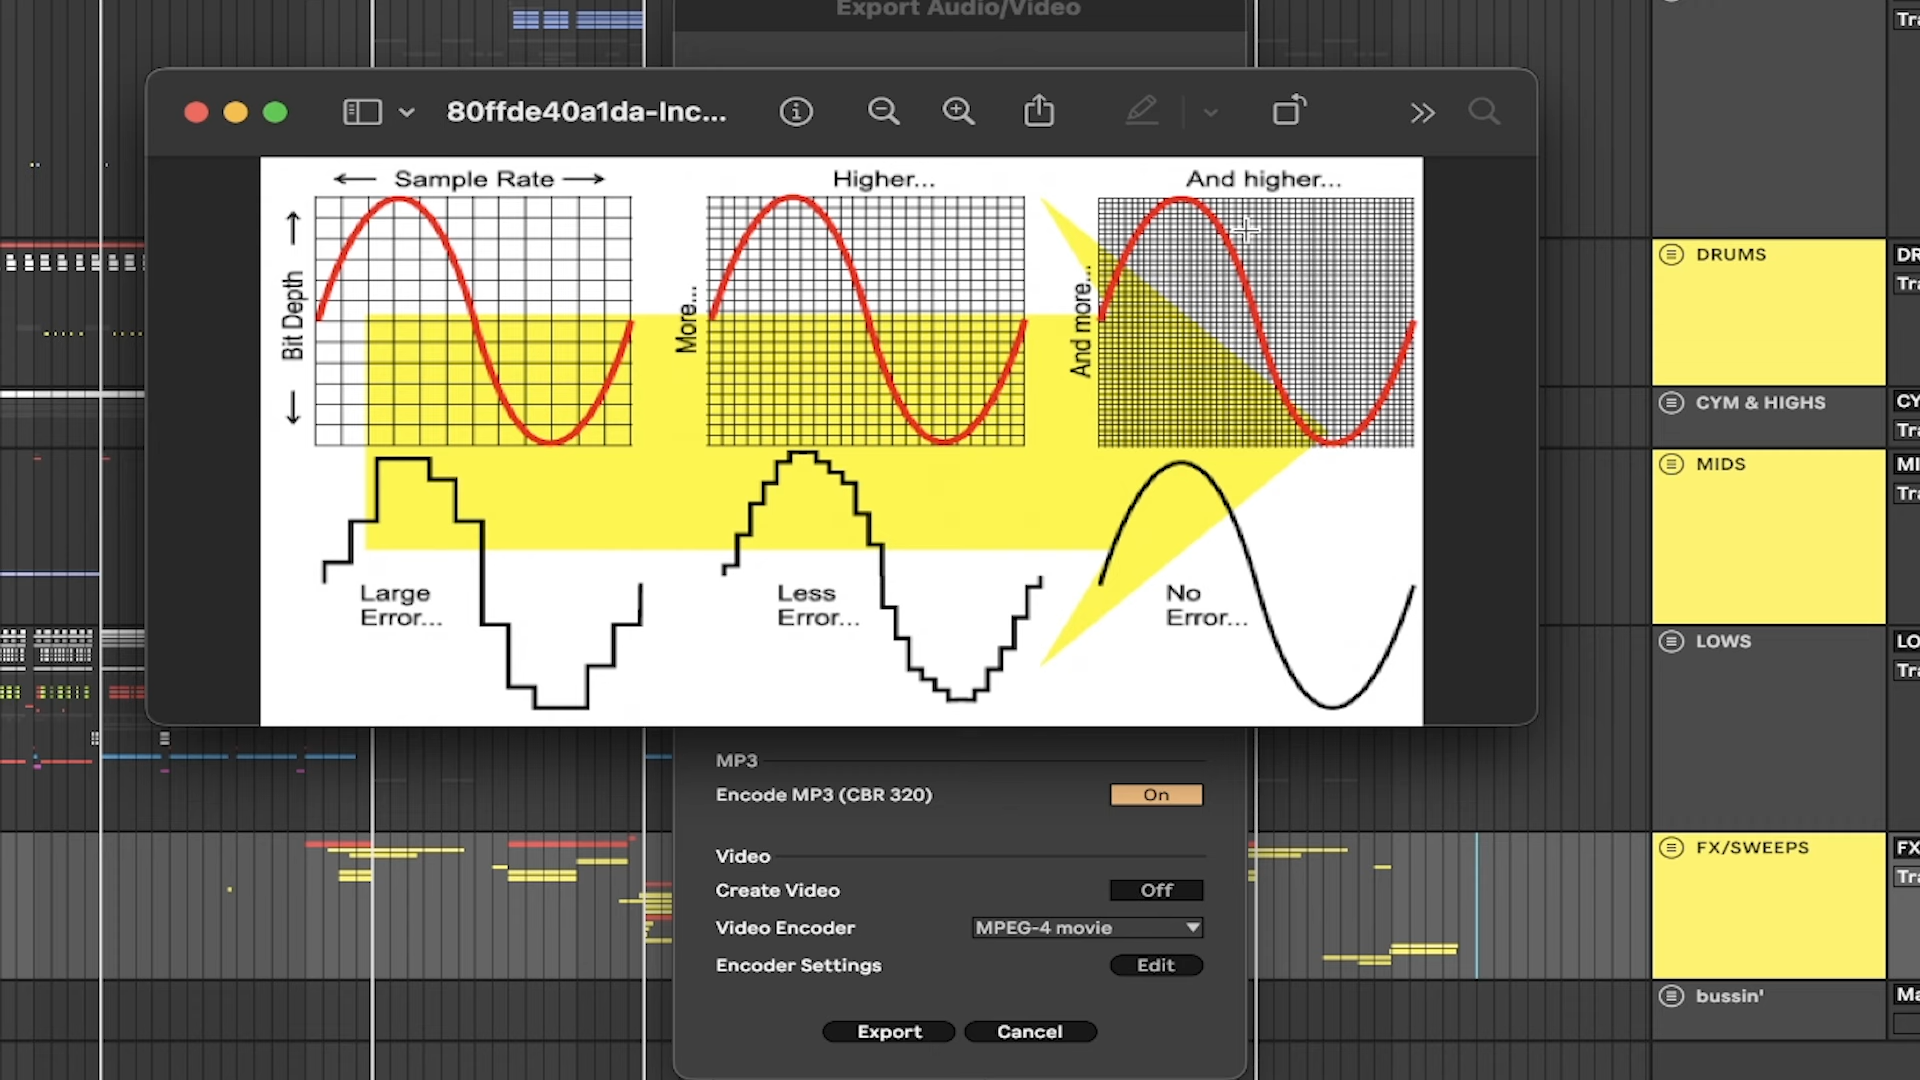 Export Audio/Video
80ffde40a1da-Inc...
← Sample Rate →
Higher...
And higher...
← Bit Depth →
More...
And more...
Large
Error...
Less
Error...
No
Error...
MP3
Encode MP3 (CBR 320)
On
Video
Create Video
Off
Video Encoder
MPEG-4 movie
Encoder Settings
Edit
Export
Cancel
DRUMS
CYM & HIGHS
MIDS
LOWS
FX/SWEEPS
bussin'